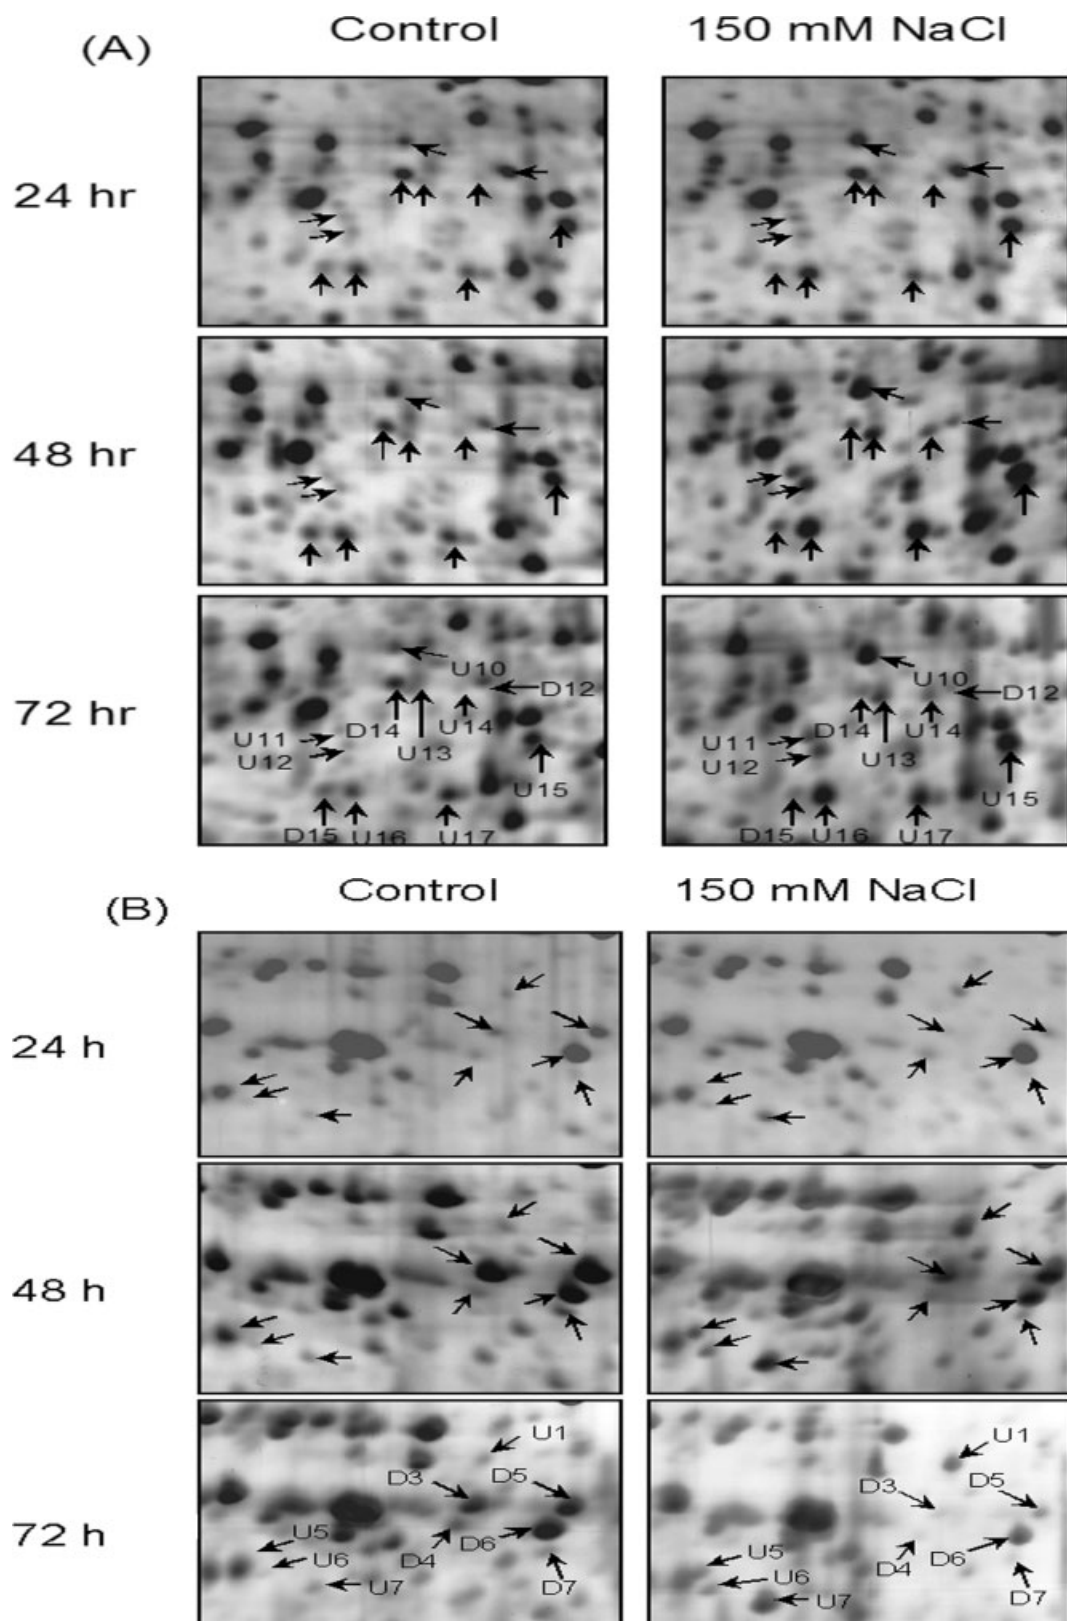 (A) Control 150 mM NaCl
24 hr
48 hr
72 hr
U10 U10
D12 D12
D14 U14 D14 U14
U11 U11
U13 U13
U12 U12
U15 U15
D15 U16 U17 D15 U16 U17
(B) Control 150 mM NaCl
24 h
48 h
72 h
U1 U1
D3 D5 D3 D5
U5 D6 U5 D6
U6 D4 U6 D4
U7 D7 U7 D7